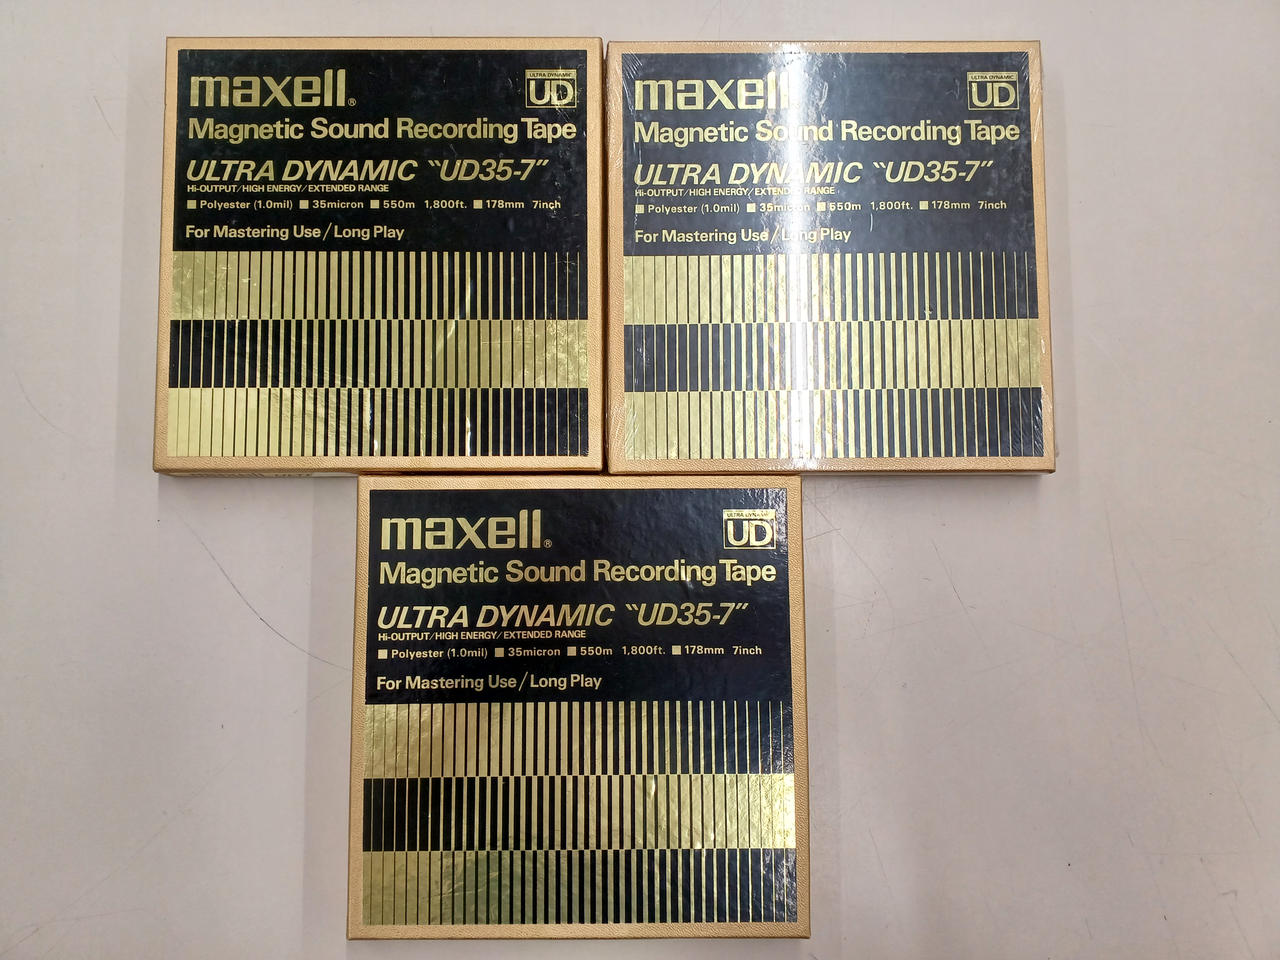 maxell®
ULTRA DYNAMIC
UD
Magnetic Sound Recording Tape
ULTRA DYNAMIC "UD35-7"
Hi-OUTPUT/HIGH ENERGY/EXTENDED RANGE
■ Polyester (1.0mil) ■ 35micron ■ 550m 1,800ft. ■ 178mm 7inch
For Mastering Use/Long Play
maxell
ULTRA DYNAMIC
UD
Magnetic Sound Recording Tape
ULTRA DYNAMIC "UD35-7"
Hi-OUTPUT/HIGH ENERGY/EXTENDED RANGE
■ Polyester (1.0mil) ■ 35micron ■ 550m 1,800ft. ■ 178mm 7inch
For Mastering Use/Long Play
maxell®
ULTRA DYNAMIC
UD
Magnetic Sound Recording Tape
ULTRA DYNAMIC "UD35-7"
Hi-OUTPUT/HIGH ENERGY/EXTENDED RANGE
■ Polyester (1.0mil) ■ 35micron ■ 550m 1,800ft. ■ 178mm 7inch
For Mastering Use/Long Play